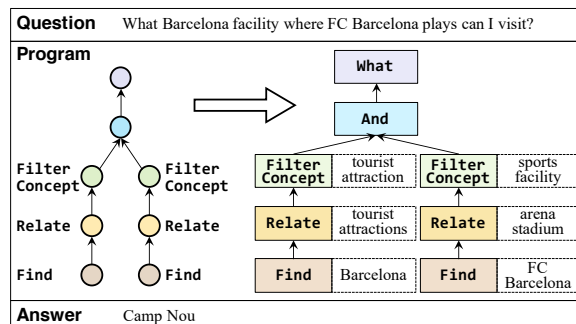 Question What Barcelona facility where FC Barcelona plays can I visit?
Program
What
And
Filter Concept
Filter Concept
Relate
Relate
Find
Find
Filter Concept tourist attraction
Filter Concept sports facility
Relate tourist attractions
Relate arena stadium
Find Barcelona
Find FC Barcelona
Answer Camp Nou